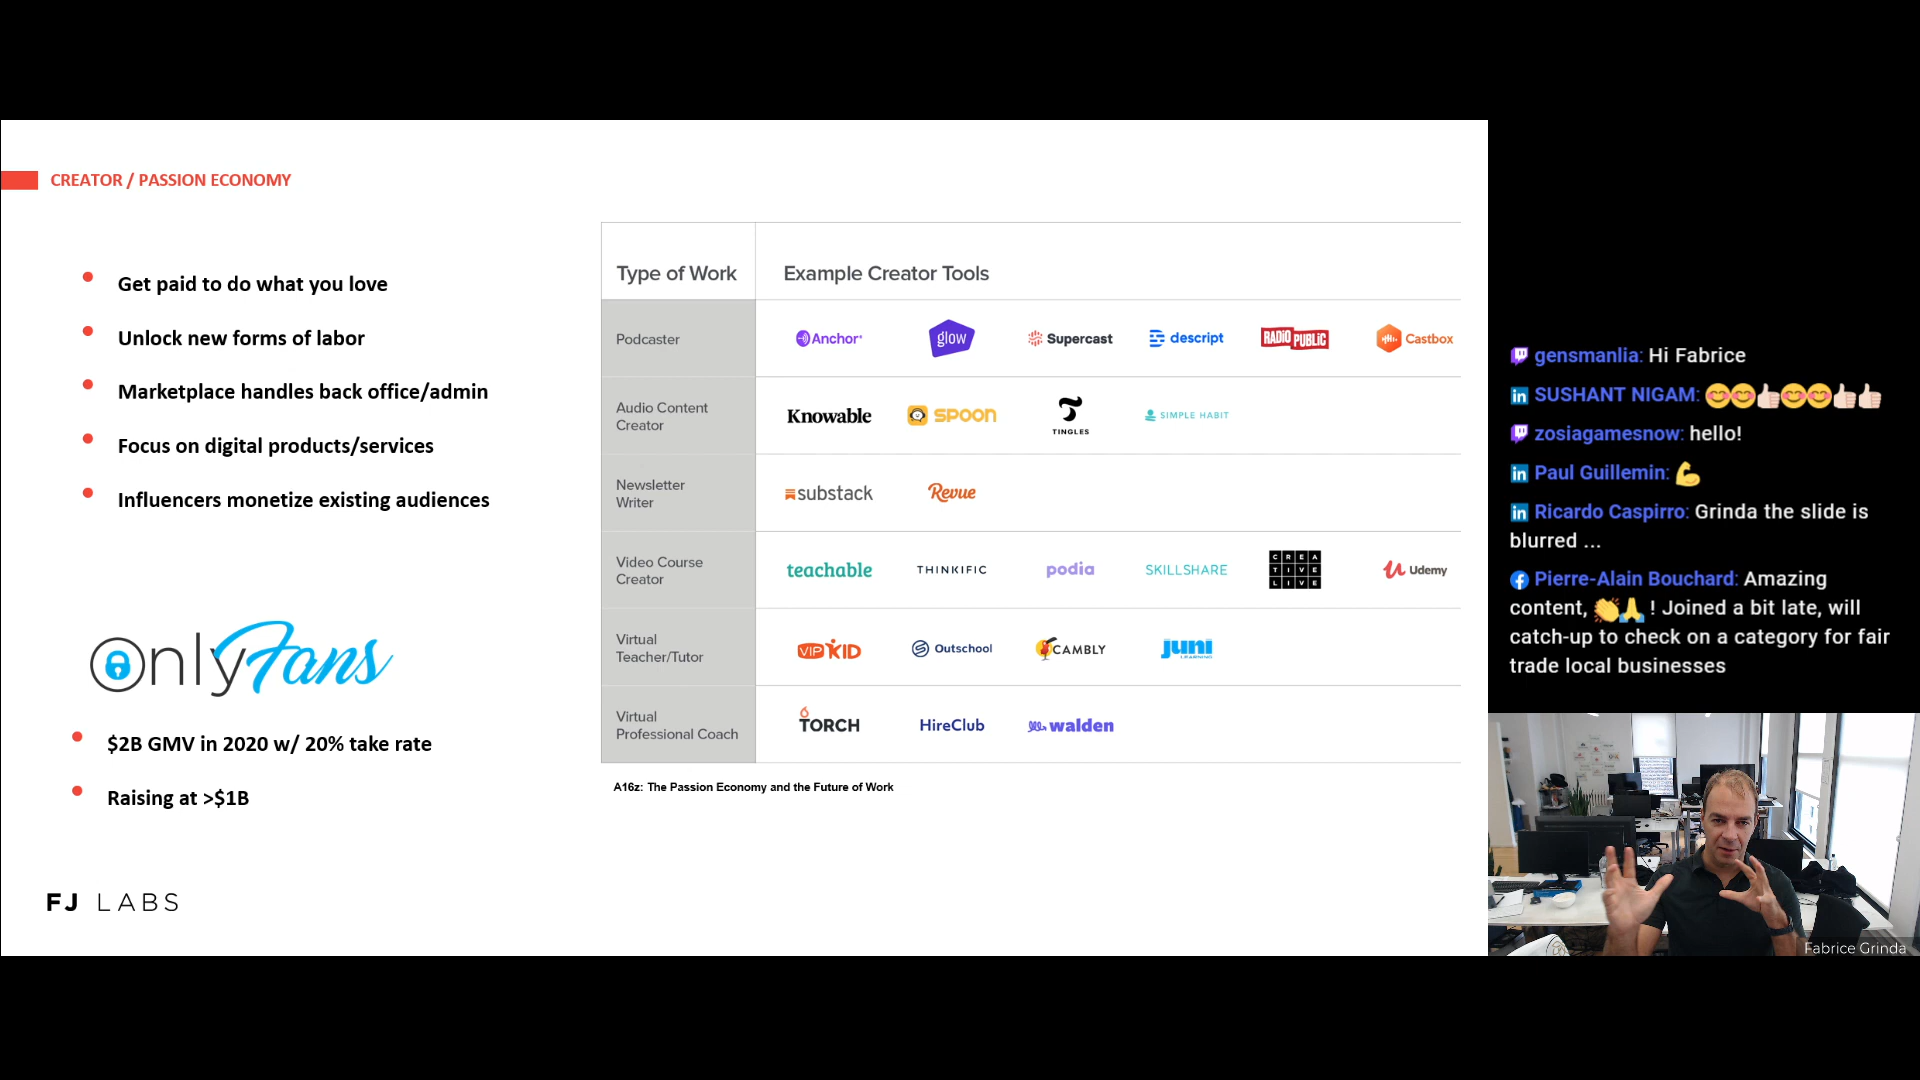 CREATOR / PASSION ECONOMY
Get paid to do what you love
Unlock new forms of labor
Marketplace handles back office/admin
Focus on digital products/services
Influencers monetize existing audiences
OnlyFans
$2B GMV in 2020 w/ 20% take rate
Raising at >$1B
FJ LABS
Type of Work
Example Creator Tools
Podcaster
Anchor
glow
Supercast
descript
RADIO PUBLIC
Castbox
Audio Content
Creator
Knowable
SPOON
TINGLES
SIMPLE HABIT
Newsletter
Writer
substack
Revue
Video Course
Creator
teachable
THINKIFIC
podia
SKILLSHARE
CREA
TIVE
LIVE
Udemy
Virtual
Teacher/Tutor
VIPKID
Outschool
CAMBLY
juni
LEARNING
Virtual
Professional Coach
TORCH
HireClub
walden
A16z: The Passion Economy and the Future of Work
gensmanlia: Hi Fabrice
SUSHANT NIGAM: 😊😊👍🏻😊😊👍🏻👍🏻
zosiagamesnow: hello!
Paul Guillemin: 💪
Ricardo Caspirro: Grinda the slide is
blurred ...
Pierre-Alain Bouchard: Amazing
content, 👏🙏 ! Joined a bit late, will
catch-up to check on a category for fair
trade local businesses
Fabrice Grinda